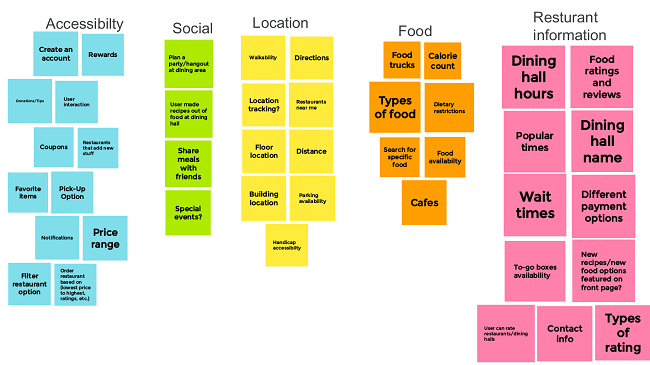 Accessibilty
Create an
account
Rewards
Donations/Tips
User
interaction
Coupons
Restaurants
that add new
stuff
Favorite
items
Pick-Up
Option
Notifications
Price
range
Filter
restaurant
option
Order
restaurant
based on
(lowest price
to highest,
ratings, etc.)
Social
Plan a
party/hangout
at dining area
User made
recipes out of
food at dining
hall
Share
meals with
friends
Special
events?
Location
Walkability
Directions
Location
tracking?
Restaurants
near me
Floor
location
Distance
Building
location
Parking
availability
Handicap
accessibilty
Food
Food
trucks
Calorie
count
Types
of food
Dietary
restrictions
Search for
specific
food
Food
availability
Cafes
Resturant
information
Dining
hall
hours
Food
ratings
and
reviews
Popular
times
Dining
hall
name
Wait
times
Different
payment
options
To-go boxes
availability
New
recipes/new
food options
featured on
front page?
User can rate
restaurants/dining
halls
Contact
info
Types
of
rating